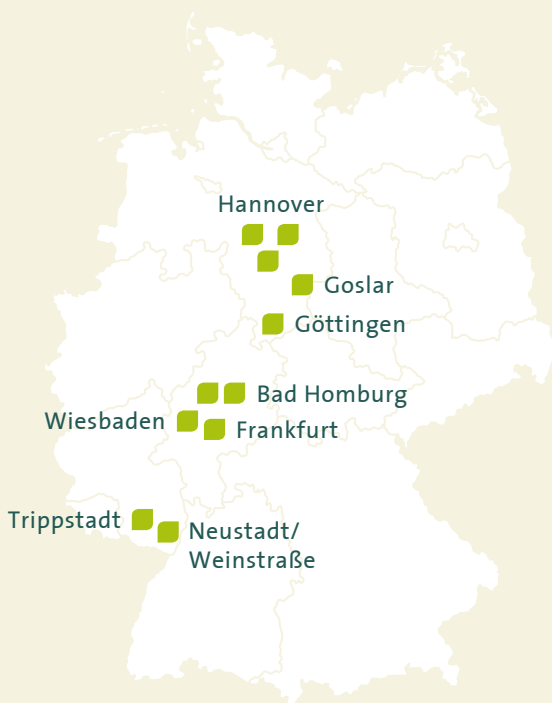 Hannover
Goslar
Göttingen
Bad Homburg
Wiesbaden
Frankfurt
Trippstadt
Neustadt/
Weinstraße